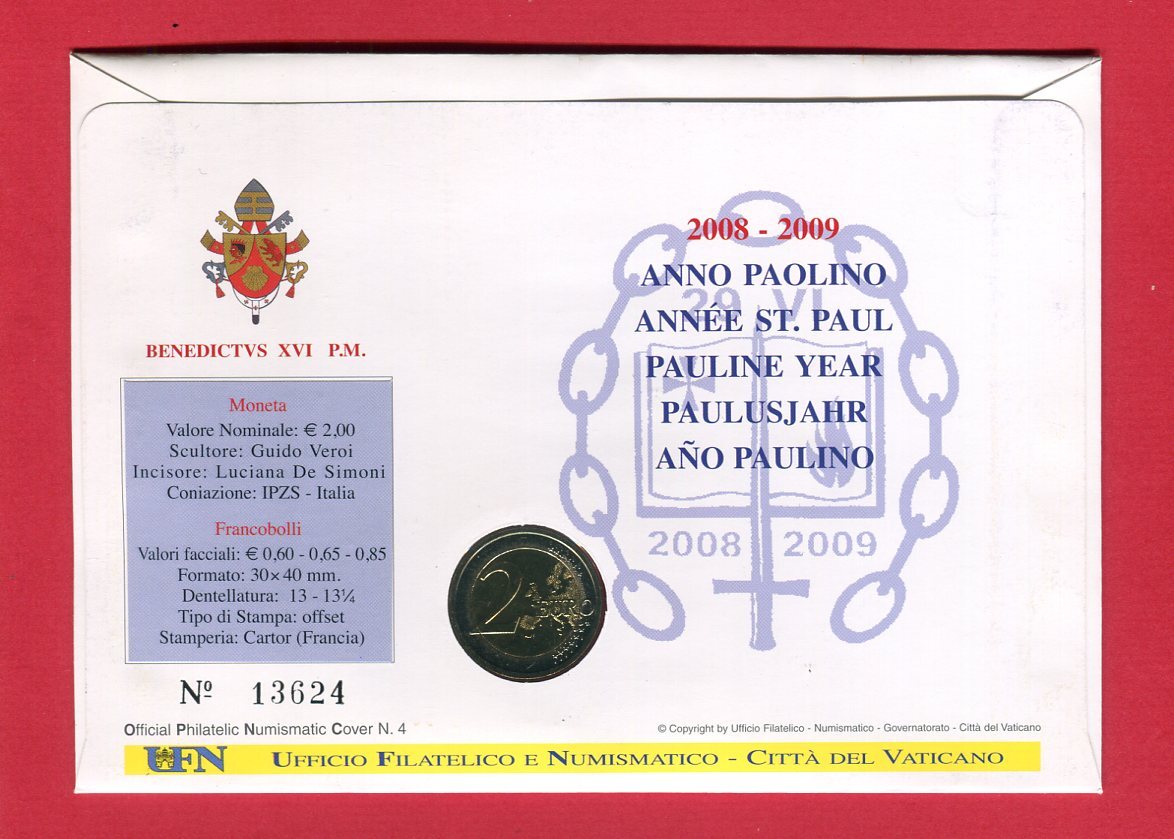 BENEDICTVS XVI P.M.
Moneta
Valore Nominale: € 2,00
Scultore: Guido Veroi
Incisore: Luciana De Simoni
Coniazione: IPZS - Italia
Francobolli
Valori facciali: € 0,60 - 0,65 - 0,85
Formato: 30×40 mm.
Dentellatura: 13 - 13¼
Tipo di Stampa: offset
Stamperia: Cartor (Francia)
Nº 13624
2008 - 2009
ANNO PAOLINO
29 VI
ANNÉE ST. PAUL
PAULINE YEAR
PAULUSJAHR
AÑO PAULINO
2008 2009
2 EURO
Official Philatelic Numismatic Cover N. 4
© Copyright by Ufficio Filatelico - Numismatico - Governatorato - Città del Vaticano
UFN UFFICIO FILATELICO E NUMISMATICO - CITTÀ DEL VATICANO